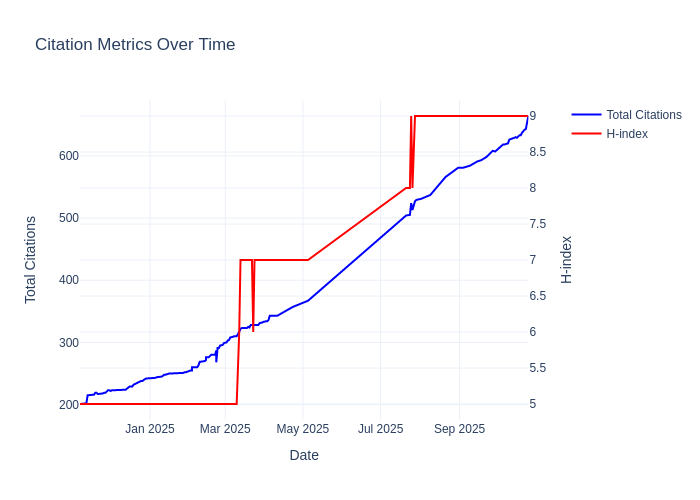 Citation Metrics Over Time
Total Citations
H-index
600
500
400
300
200
Total Citations
9
8.5
8
7.5
7
6.5
6
5.5
5
H-index
Jan 2025
Mar 2025
May 2025
Jul 2025
Sep 2025
Date